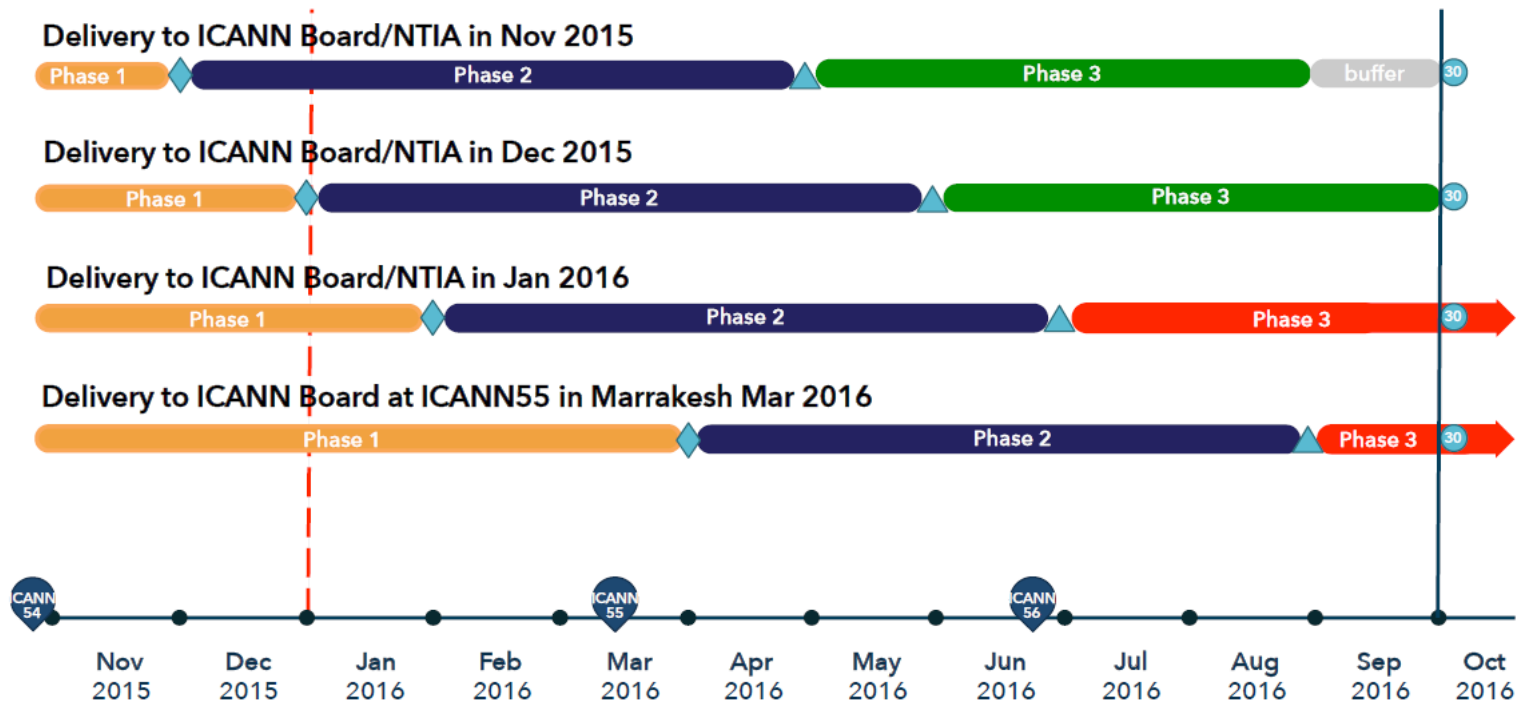 Delivery to ICANN Board/NTIA in Nov 2015
Phase 1 Phase 2 Phase 3 buffer 30
Delivery to ICANN Board/NTIA in Dec 2015
Phase 1 Phase 2 Phase 3 30
Delivery to ICANN Board/NTIA in Jan 2016
Phase 1 Phase 2 Phase 3 30
Delivery to ICANN Board at ICANN55 in Marrakesh Mar 2016
Phase 1 Phase 2 Phase 3 30
ICANN ICANN ICANN
54 55 56
Nov Dec Jan Feb Mar Apr May Jun Jul Aug Sep Oct
2015 2015 2016 2016 2016 2016 2016 2016 2016 2016 2016 2016